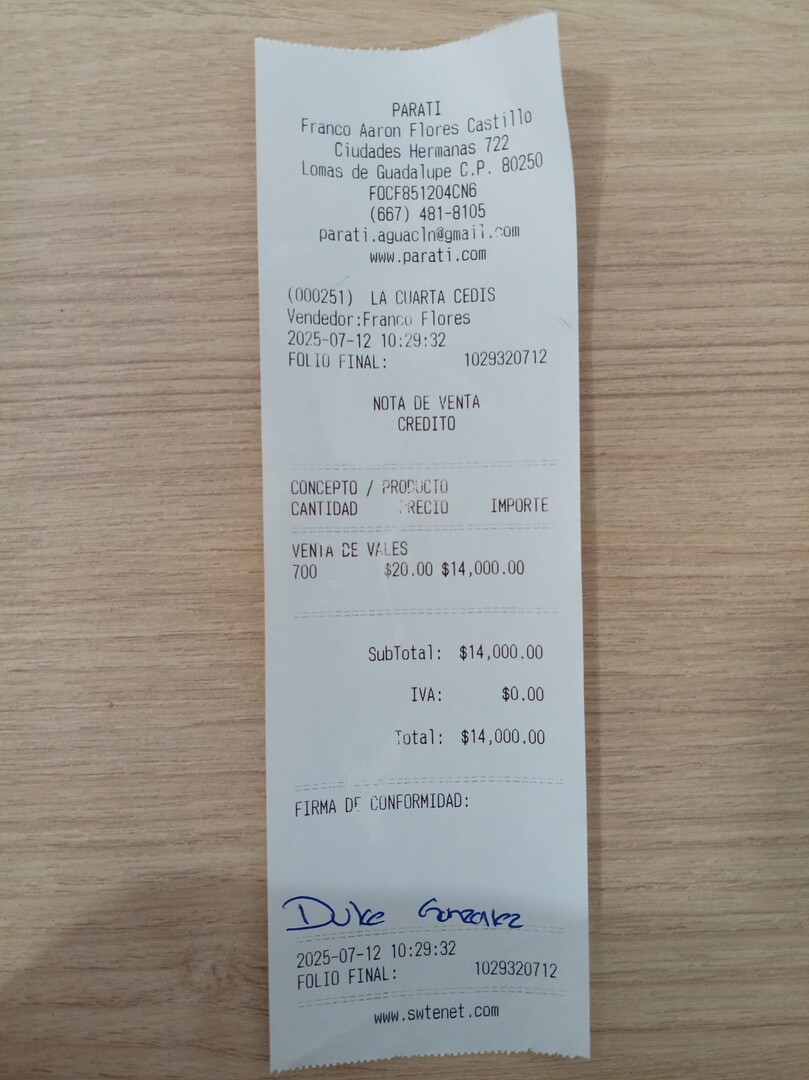 PARATI
Franco Aaron Flores Castillo
Ciudades Hermanas 722
Lomas de Guadalupe C.P. 80250
FOCF851204CN6
(667) 481-8105
parati.aguacln@gmail.com
www.parati.com
(000251) LA CUARTA CEDIS
Vendedor:Franco Flores
2025-07-12 10:29:32
FOLIO FINAL: 1029320712
NOTA DE VENTA
CREDITO
CONCEPTO / PRODUCTO
CANTIDAD PRECIO IMPORTE
VENTA DE VALES
700 $20.00 $14,000.00
SubTotal: $14,000.00
IVA: $0.00
Total: $14,000.00
FIRMA DE CONFORMIDAD:
Dulce Gonzalez
2025-07-12 10:29:32
FOLIO FINAL: 1029320712
www.swtenet.com